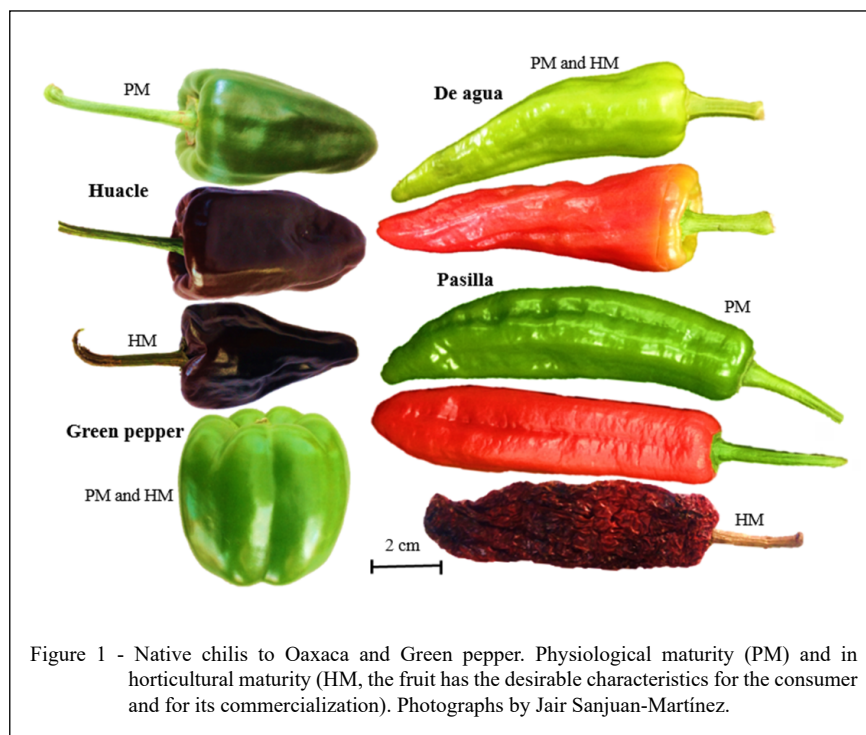 PM
Huacle
HM
Green pepper
PM and HM
PM and HM
De agua
Pasilla
PM
HM
2 cm
Figure 1 - Native chilis to Oaxaca and Green pepper. Physiological maturity (PM) and in
horticultural maturity (HM, the fruit has the desirable characteristics for the consumer
and for its commercialization). Photographs by Jair Sanjuan-Martínez.